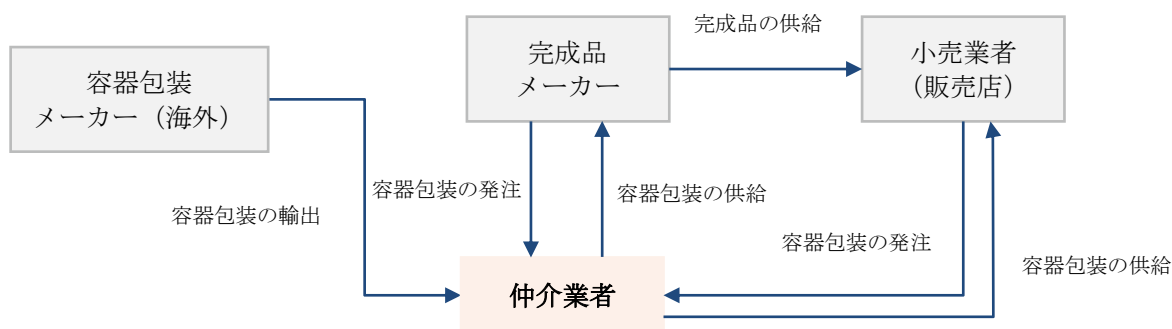 完成品の供給
容器包装
メーカー（海外）
完成品
メーカー
小売業者
（販売店）
容器包装の発注
容器包装の供給
容器包装の輸出
容器包装の発注
容器包装の供給
仲介業者